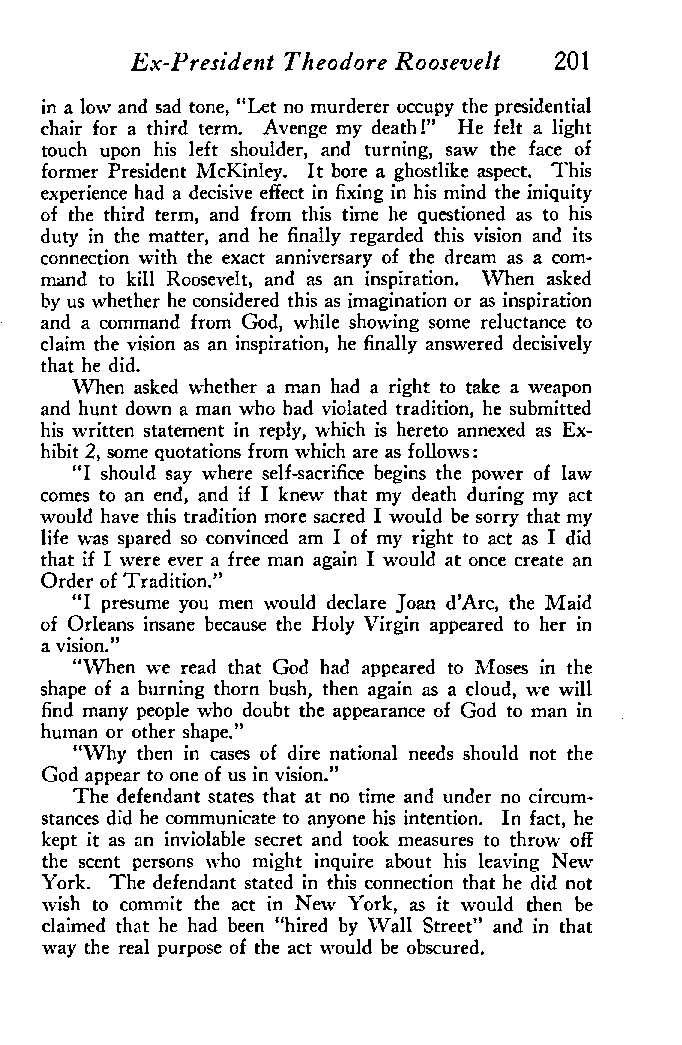 Ex-President Theodore Roosevelt 201
in a low and sad tone, "Let no murderer occupy the presidential
chair for a third term. Avenge my death!" He felt a light
touch upon his left shoulder, and turning, saw the face of
former President McKinley. It bore a ghostlike aspect. This
experience had a decisive effect in fixing in his mind the iniquity
of the third term, and from this time he questioned as to his
duty in the matter, and he finally regarded this vision and its
connection with the exact anniversary of the dream as a com-
mand to kill Roosevelt, and as an inspiration. When asked
by us whether he considered this as imagination or as inspiration
and a command from God, while showing some reluctance to
claim the vision as an inspiration, he finally answered decisively
that he did.
When asked whether a man had a right to take a weapon
and hunt down a man who had violated tradition, he submitted
his written statement in reply, which is hereto annexed as Ex-
hibit 2, some quotations from which are as follows:
"I should say where self-sacrifice begins the power of law
comes to an end, and if I knew that my death during my act
would have this tradition more sacred I would be sorry that my
life was spared so convinced am I of my right to act as I did
that if I were ever a free man again I would at once create an
Order of Tradition."
"I presume you men would declare Joan d'Arc, the Maid
of Orleans insane because the Holy Virgin appeared to her in
a vision."
"When we read that God had appeared to Moses in the
shape of a burning thorn bush, then again as a cloud, we will
find many people who doubt the appearance of God to man in
human or other shape."
"Why then in cases of dire national needs should not the
God appear to one of us in vision."
The defendant states that at no time and under no circum-
stances did he communicate to anyone his intention. In fact, he
kept it as an inviolable secret and took measures to throw off
the scent persons who might inquire about his leaving New
York. The defendant stated in this connection that he did not
wish to commit the act in New York, as it would then be
claimed that he had been "hired by Wall Street" and in that
way the real purpose of the act would be obscured.